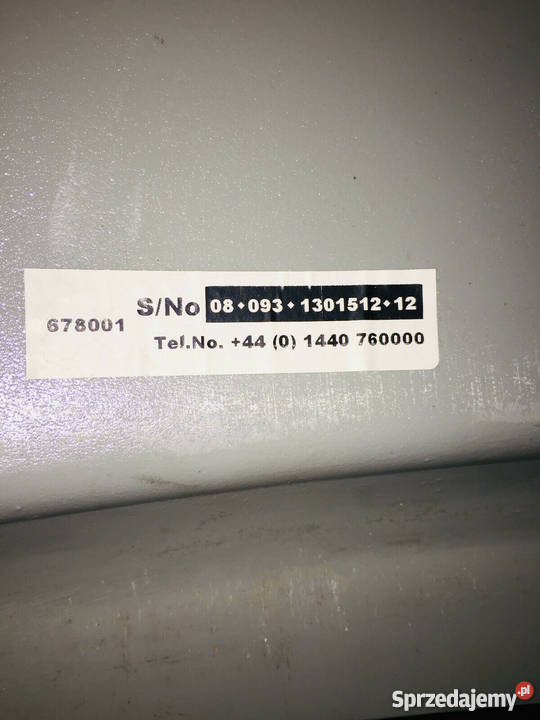 S/No 08•093•1301512•12
678001
Tel.No. +44 (0) 1440 760000
Sprzedajemy.pl